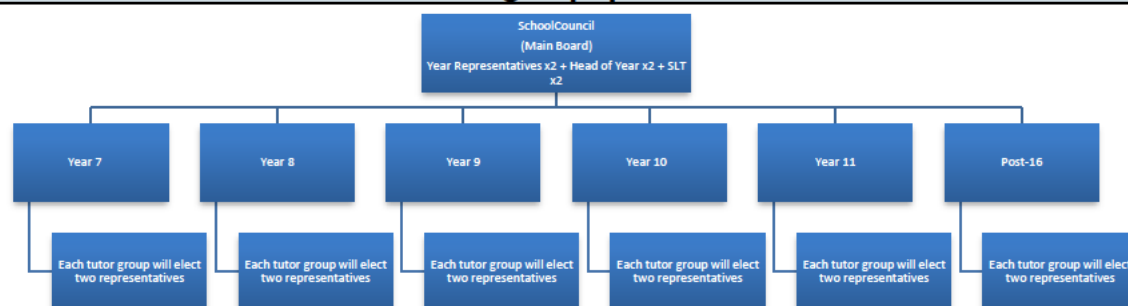 SchoolCouncil
(Main Board)
Year Representatives x2 + Head of Year x2 + SLT
x2
Year 7
Year 8
Year 9
Year 10
Year 11
Post-16
Each tutor group will elect
two representatives
Each tutor group will elect
two representatives
Each tutor group will elect
two representatives
Each tutor group will elect
two representatives
Each tutor group will elect
two representatives
Each tutor group will elect
two representatives